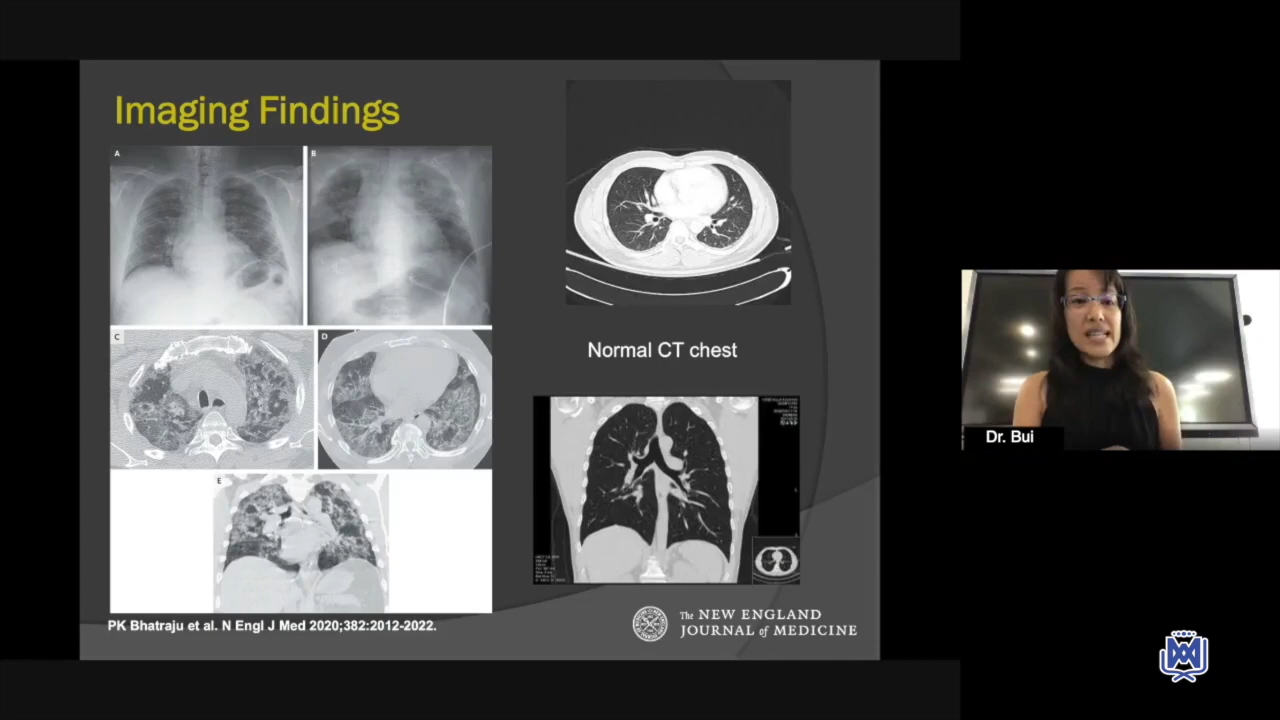 Imaging Findings
A
B
C
D
E
Normal CT chest
PK Bhatraju et al. N Engl J Med 2020;382:2012-2022.
The NEW ENGLAND
JOURNAL of MEDICINE
Dr. Bui